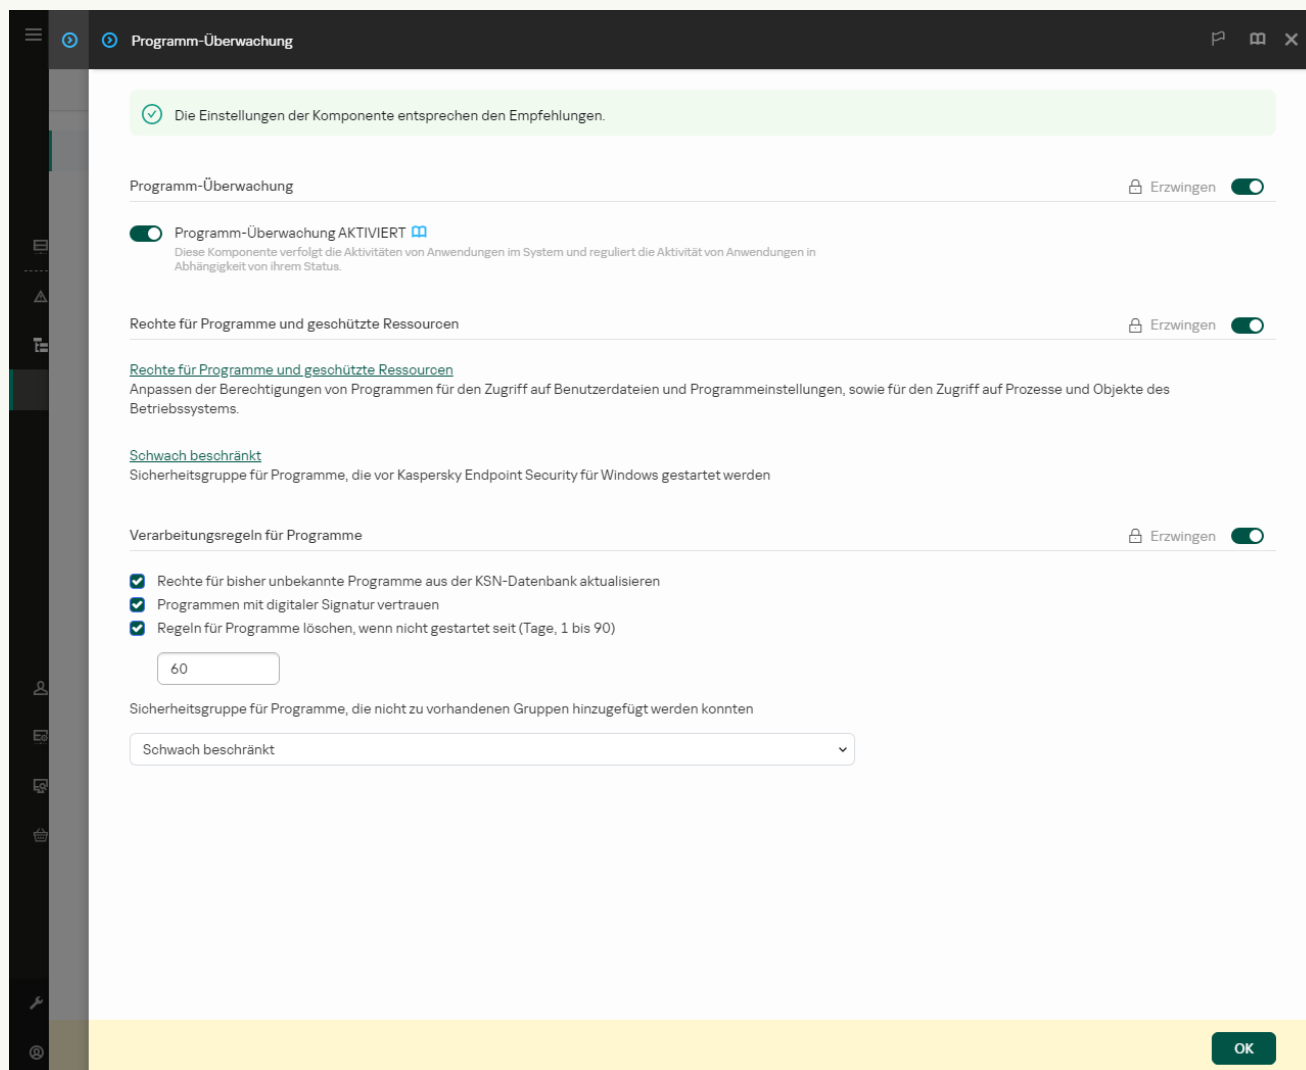 Programm-Überwachung
Die Einstellungen der Komponente entsprechen den Empfehlungen.
Programm-Überwachung
Erzwingen
Programm-Überwachung AKTIVIERT
Diese Komponente verfolgt die Aktivitäten von Anwendungen im System und reguliert die Aktivität von Anwendungen in
Abhängigkeit von ihrem Status.
Rechte für Programme und geschützte Ressourcen
Erzwingen
Rechte für Programme und geschützte Ressourcen
Anpassen der Berechtigungen von Programmen für den Zugriff auf Benutzerdateien und Programmeinstellungen, sowie für den Zugriff auf Prozesse und Objekte des
Betriebssystems.
Schwach beschränkt
Sicherheitsgruppe für Programme, die vor Kaspersky Endpoint Security für Windows gestartet werden
Verarbeitungsregeln für Programme
Erzwingen
Rechte für bisher unbekannte Programme aus der KSN-Datenbank aktualisieren
Programmen mit digitaler Signatur vertrauen
Regeln für Programme löschen, wenn nicht gestartet seit (Tage, 1 bis 90)
60
Sicherheitsgruppe für Programme, die nicht zu vorhandenen Gruppen hinzugefügt werden konnten
Schwach beschränkt
OK